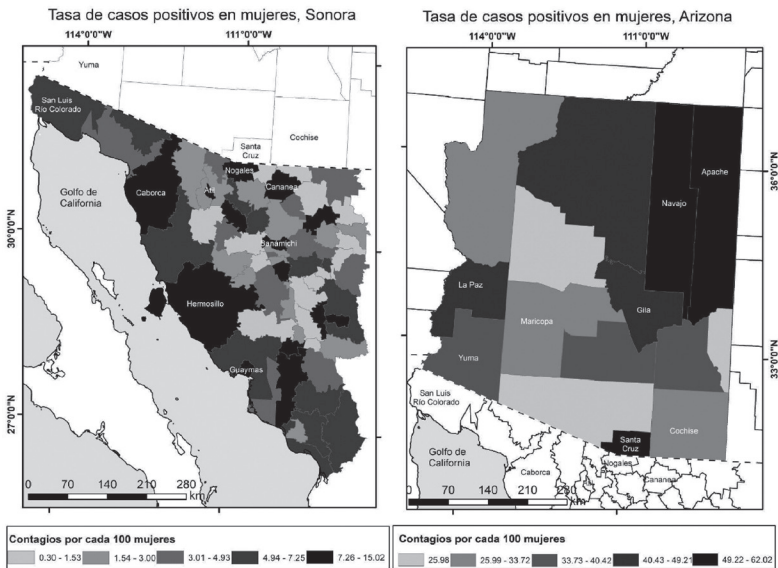 Tasa de casos positivos en mujeres, Sonora
114°0'0"W
111°0'0"W
Yuma
San Luis
Río Colorado
Cochise
Santa
Cruz
Nogales
Golfo de
California
Caborca
Atil
Cananea
30°0'0"N
Banámichi
Hermosillo
Guaymas
27°0'0"N
0 70 140 210 280
km
Contagios por cada 100 mujeres
0.30 - 1.53 1.54 - 3.00 3.01 - 4.93 4.94 - 7.25 7.26 - 15.02
Tasa de casos positivos en mujeres, Arizona
114°0'0"W
111°0'0"W
36°0'0"N
Apache
Navajo
La Paz
Gila
Maricopa
Yuma
33°0'0"N
San Luis
Río Colorado
Cochise
Santa
Cruz
Golfo de
California
Nogales
Caborca
Cananea
0 70 140 210 280
km
Contagios por cada 100 mujeres
25.98 25.99 - 33.72 33.73 - 40.42 40.43 - 49.21 49.22 - 62.02